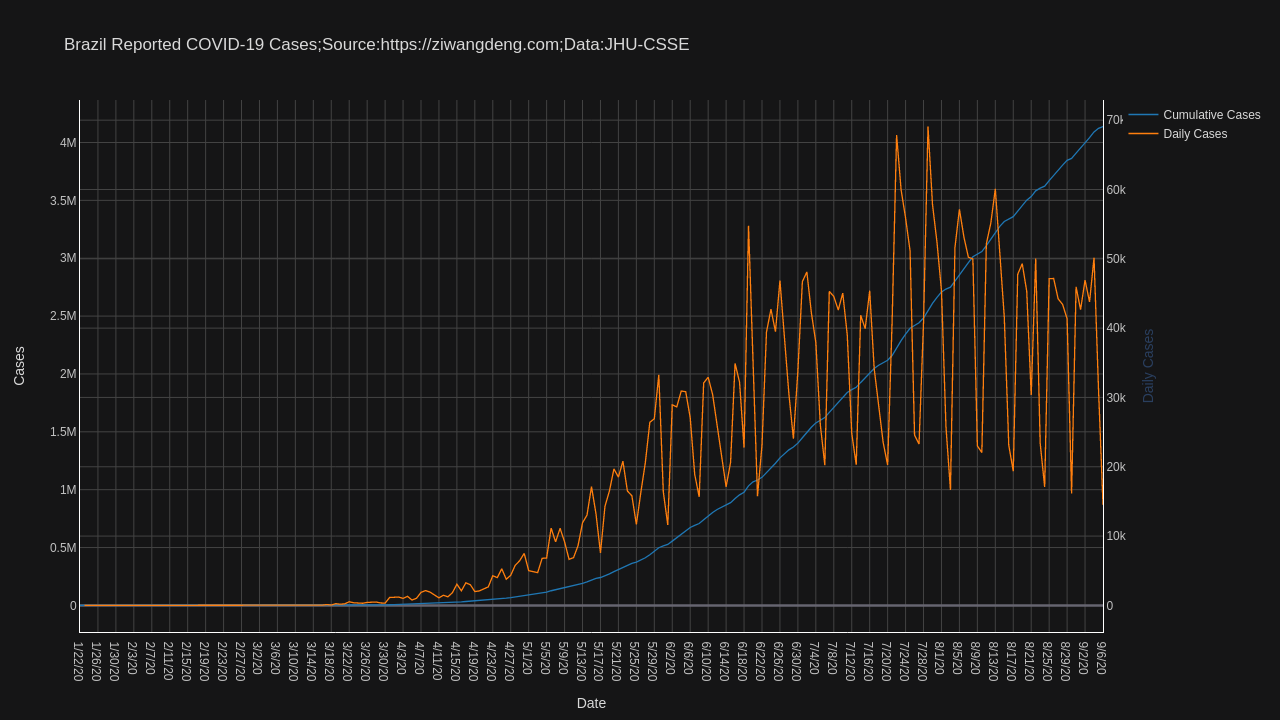 Brazil Reported COVID-19 Cases;Source:https://ziwangdeng.com;Data:JHU-CSSE
Cumulative Cases
Daily Cases
4M
3.5M
3M
2.5M
2M
1.5M
1M
0.5M
0
Cases
70k
60k
50k
40k
30k
20k
10k
0
Daily Cases
1/22/20
1/26/20
1/30/20
2/3/20
2/7/20
2/11/20
2/15/20
2/19/20
2/23/20
2/27/20
3/2/20
3/6/20
3/10/20
3/14/20
3/18/20
3/22/20
3/26/20
3/30/20
4/3/20
4/7/20
4/11/20
4/15/20
4/19/20
4/23/20
4/27/20
5/1/20
5/5/20
5/9/20
5/13/20
5/17/20
5/21/20
5/25/20
5/29/20
6/2/20
6/6/20
6/10/20
6/14/20
6/18/20
6/22/20
6/26/20
6/30/20
7/4/20
7/8/20
7/12/20
7/16/20
7/20/20
7/24/20
7/28/20
8/1/20
8/5/20
8/9/20
8/13/20
8/17/20
8/21/20
8/25/20
8/29/20
9/2/20
9/6/20
Date